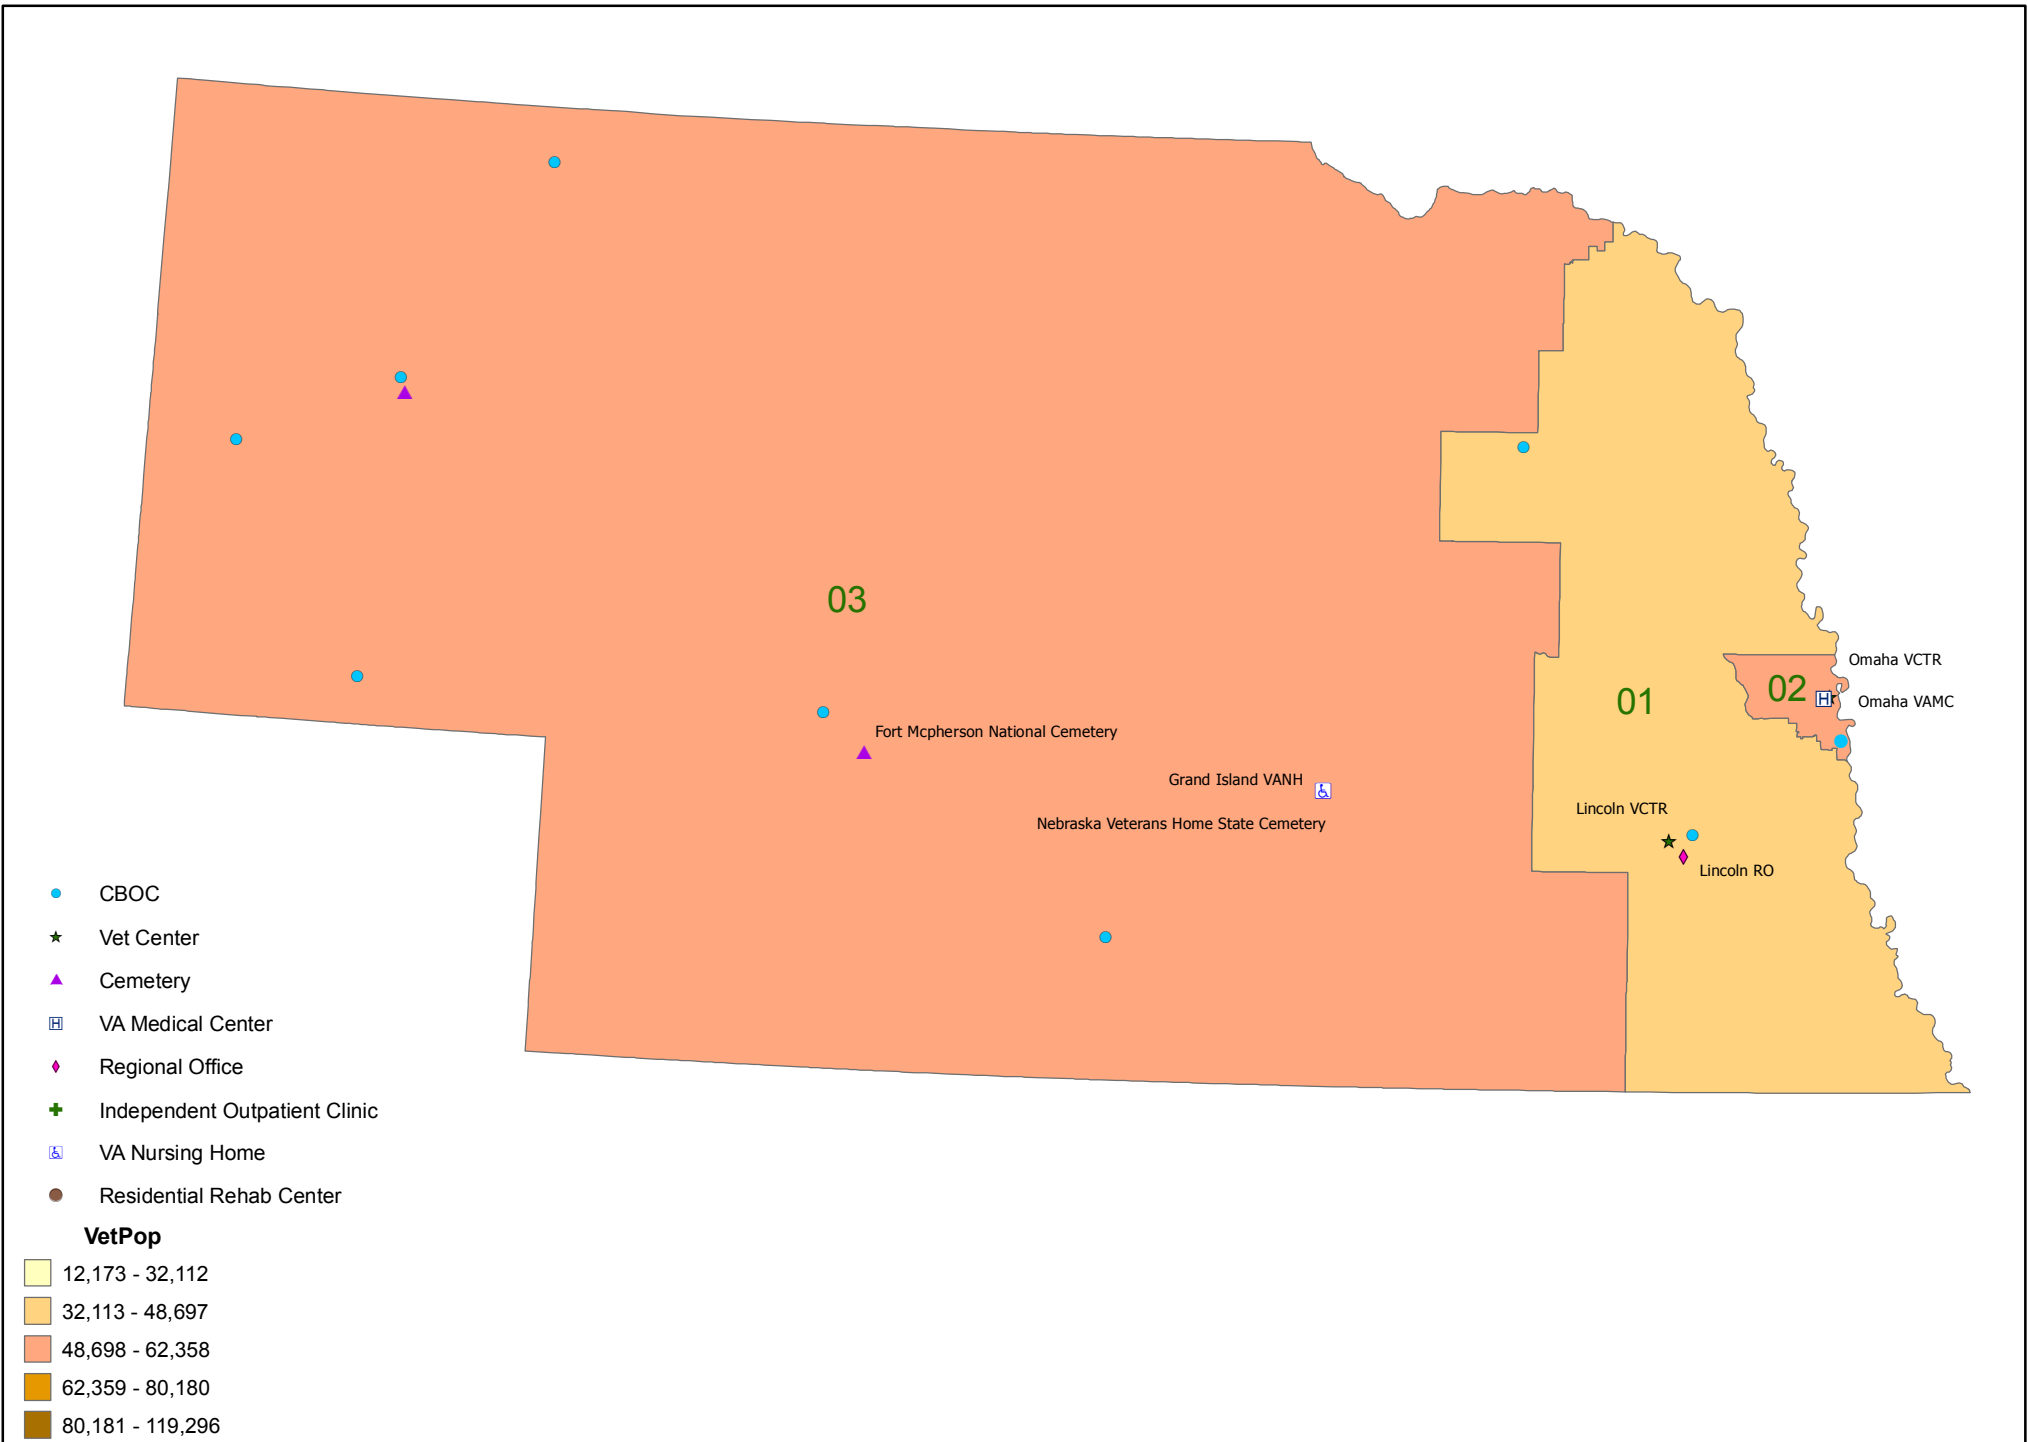 03
01
02
Omaha VCTR
Omaha VAMC
Fort Mcpherson National Cemetery
Grand Island VANH
Nebraska Veterans Home State Cemetery
Lincoln VCTR
Lincoln RO
CBOC
Vet Center
Cemetery
H VA Medical Center
Regional Office
Independent Outpatient Clinic
VA Nursing Home
Residential Rehab Center
VetPop
12,173 - 32,112
32,113 - 48,697
48,698 - 62,358
62,359 - 80,180
80,181 - 119,296